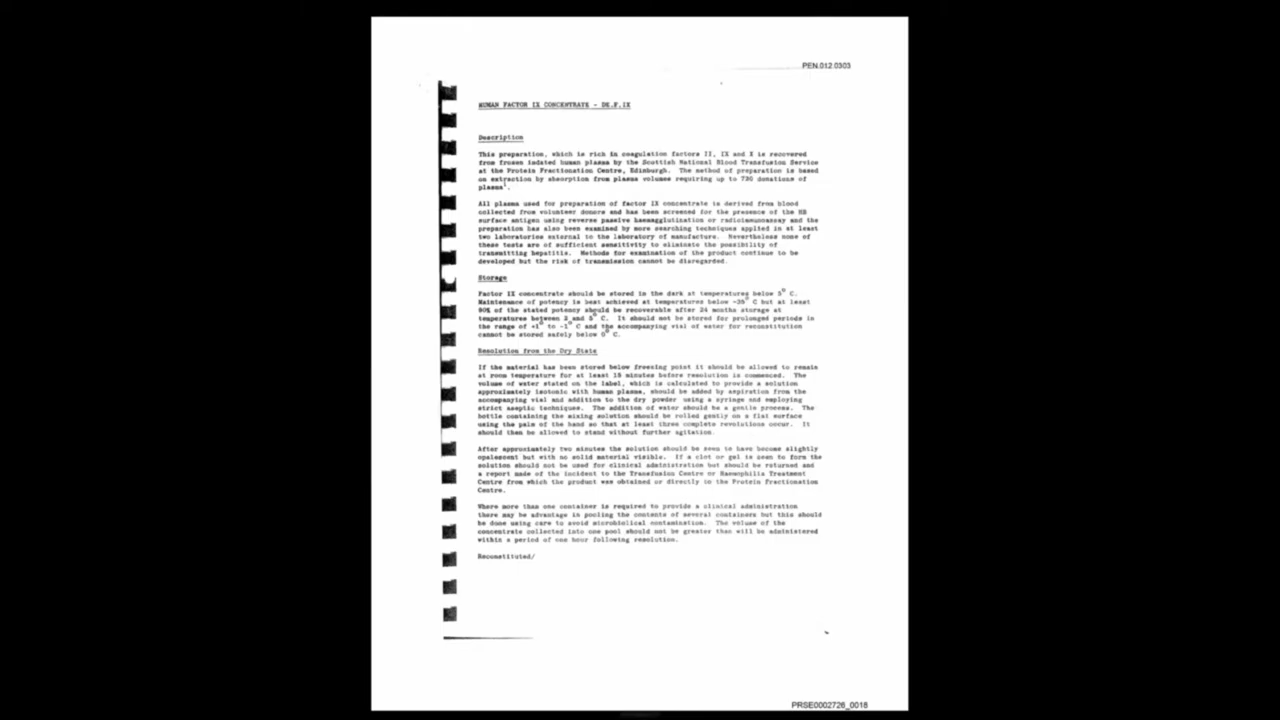 PEN.012.0303
HUMAN FACTOR IX CONCENTRATE - DE.F.IX
Description
This preparation, which is rich in coagulation factors II, IX and X is recovered
from frozen isdated human plasma by the Scottish National Blood Transfusion Service
at the Protein Fractionation Centre, Edinburgh. The method of preparation is based
on extraction by absorption from plasma volumes requiring up to 730 donations of
plasma.
All plasma used for preparation of factor IX concentrate is derived from blood
collected from volunteer donors and has been screened for the presence of the HB
surface antigen using reverse passive haemagglutination or radioimmunoassay and the
preparation has also been examined by more searching techniques applied in at least
two laboratories external to the laboratory of manufacture. Nevertheless none of
these tests are of sufficient sensitivity to eliminate the possibility of
transmitting hepatitis. Methods for examination of the product continue to be
developed but the risk of transmission cannot be disregarded.
Storage
Factor IX concentrate should be stored in the dark at temperatures below 5° C.
Maintenance of potency is best achieved at temperatures below C but at least
90% of the stated potency should be recoverable after 24 months storage at
temperatures between 2 and 5° C. It should not be stored for prolonged periods in
the range of +1° to -1° C and the accompanying vial of water for reconstitution
cannot be stored safely below 0° C.
Resolution from the Dry State
If the material has been stored below freezing point it should be allowed to remain
at room temperature for at least 15 minutes before resolution is commenced. The
volume of water stated on the label, which is calculated to provide a solution
approximately isotonic with human plasma, should be added by aspiration from the
accompanying vial and addition to the dry powder using a syringe and employing
strict aseptic techniques. The addition of water should be a gentle process. The
bottle containing the mixing solution should be rolled gently on a flat surface
using the palm of the hand so that at least three complete revolutions occur. It
should then be allowed to stand without further agitation.
After approximately two minutes the solution should be seen to have become slightly
opalescent but with no solid material visible. If a clot or gel is seen to form the
solution should not be used for clinical administration but should be returned and
a report made of the incident to the Transfusion Centre or Haemophilia Treatment
Centre from which the product was obtained or directly to the Protein Fractionation
Centre.
Where more than one container is required to provide a clinical administration
there may be advantage in pooling the contents of several containers but this should
be done using care to avoid microbiolical contamination. The volume of the
concentrate collected into one pool should not be greater than will be administered
within a period of one hour following resolution.
Reconstituted/
PRSE0002726_0018